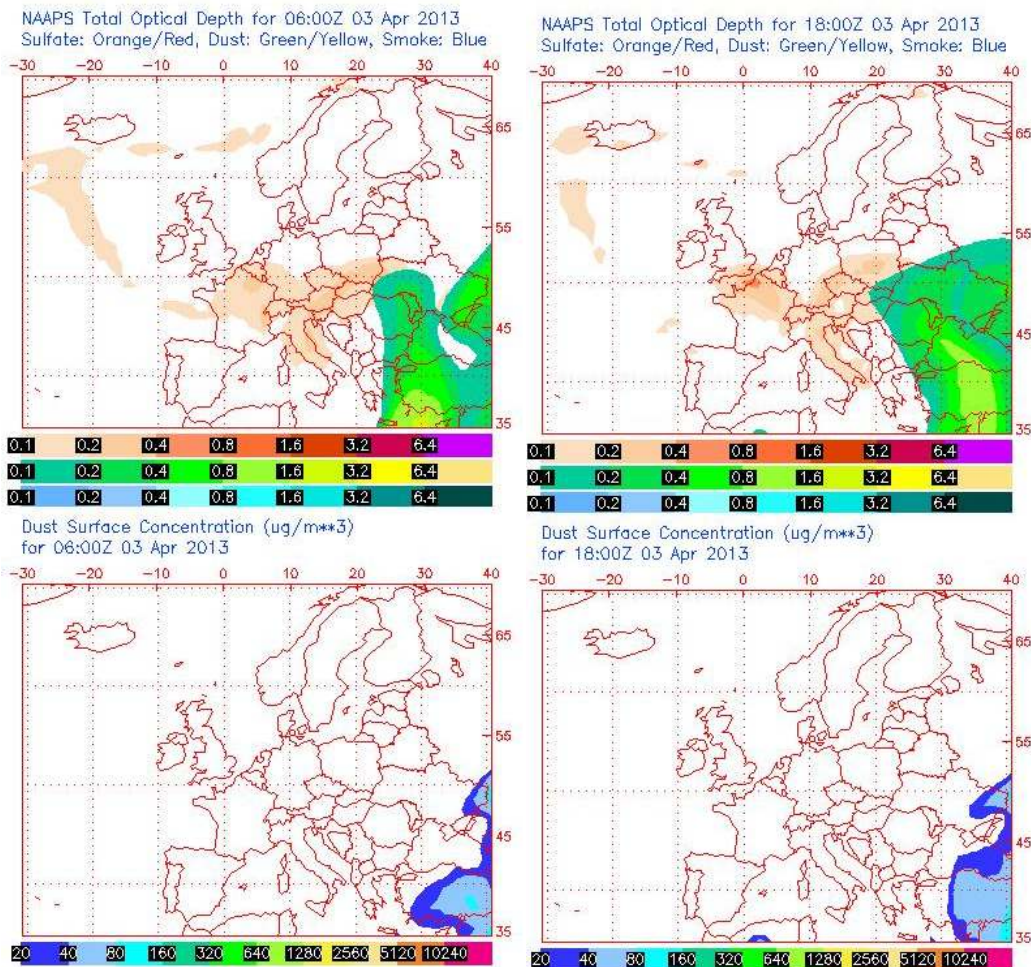 NAAPS Total Optical Depth for 06:00Z 03 Apr 2013
Sulfate: Orange/Red, Dust: Green/Yellow, Smoke: Blue
-30 -20 -10 0 10 20 30 40
65
55
45
35
0.1 0.2 0.4 0.8 1.6 3.2 6.4
0.1 0.2 0.4 0.8 1.6 3.2 6.4
0.1 0.2 0.4 0.8 1.6 3.2 6.4
NAAPS Total Optical Depth for 18:00Z 03 Apr 2013
Sulfate: Orange/Red, Dust: Green/Yellow, Smoke: Blue
-30 -20 -10 0 10 20 30 40
65
55
45
35
0.1 0.2 0.4 0.8 1.6 3.2 6.4
0.1 0.2 0.4 0.8 1.6 3.2 6.4
0.1 0.2 0.4 0.8 1.6 3.2 6.4
Dust Surface Concentration (ug/m**3)
for 06:00Z 03 Apr 2013
-30 -20 -10 0 10 20 30 40
65
55
45
35
20 40 80 160 320 640 1280 2560 5120 10240
Dust Surface Concentration (ug/m**3)
for 18:00Z 03 Apr 2013
-30 -20 -10 0 10 20 30 40
65
55
45
35
20 40 80 160 320 640 1280 2560 5120 10240